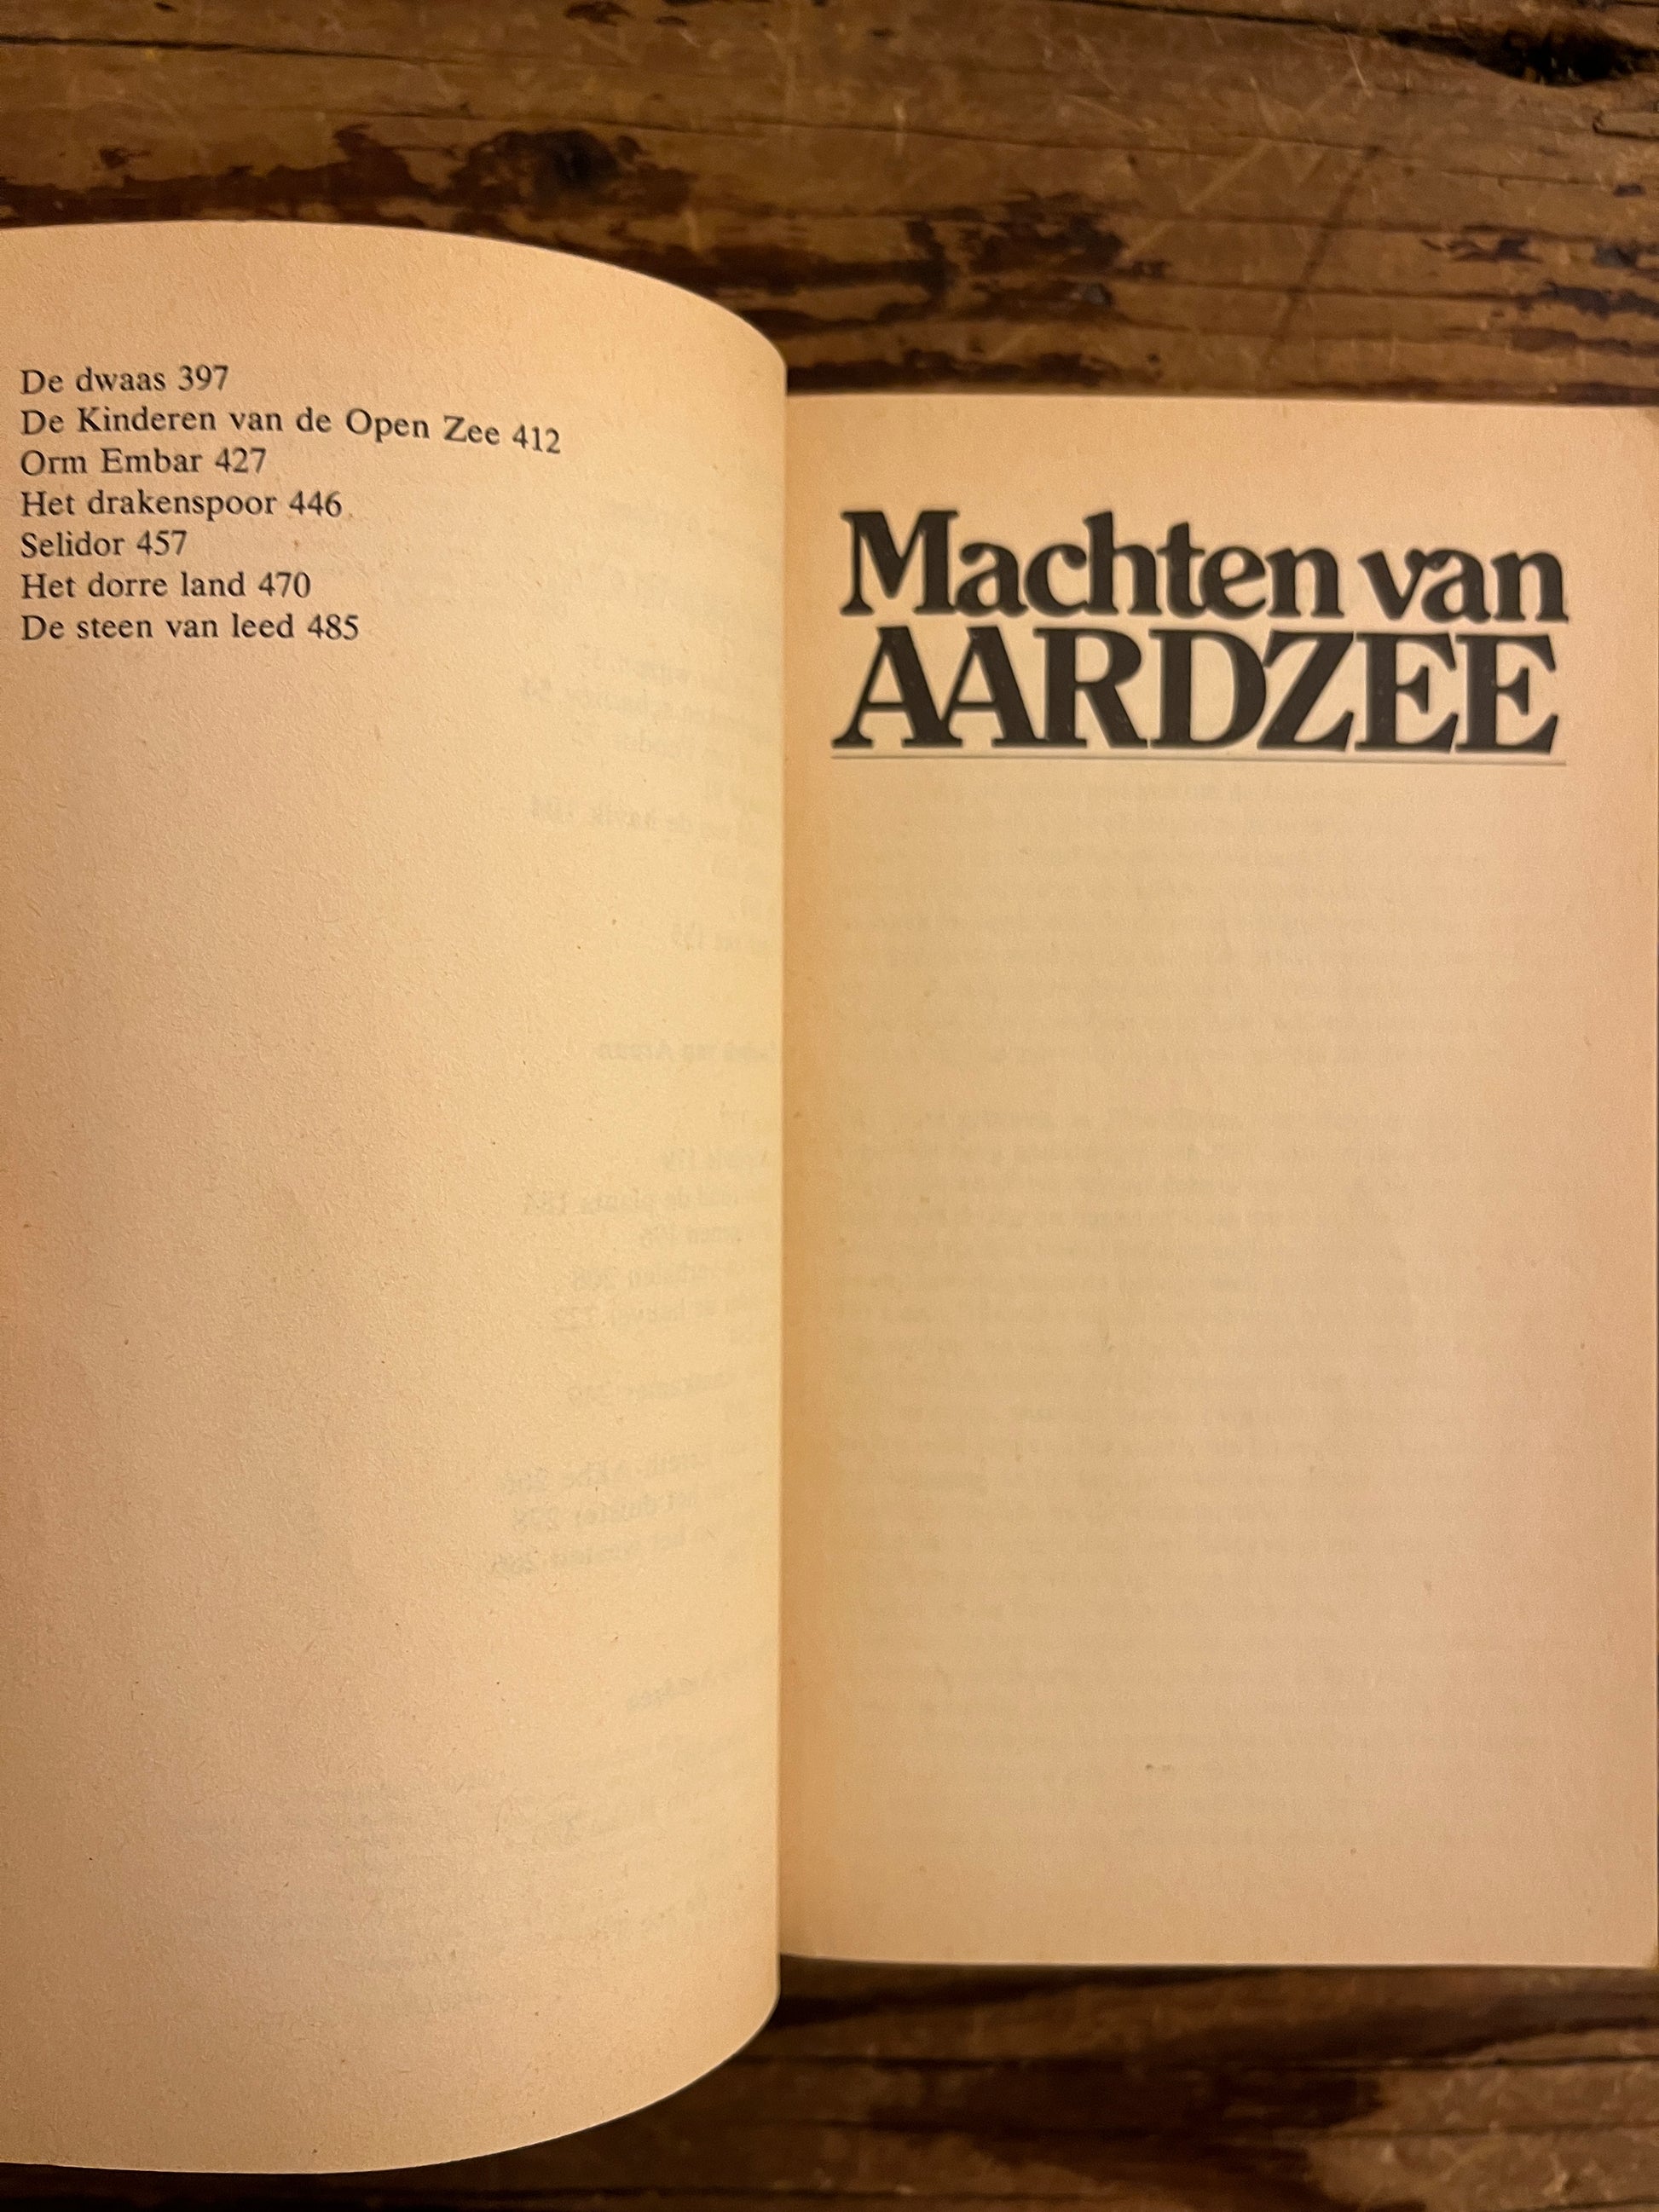 De dwaas 397
De Kinderen van de Open Zee 412
Orm Embar 427
Het drakenspoor 446
Selidor 457
Het dorre land 470
De steen van leed 485
Machten van
AARDZEE